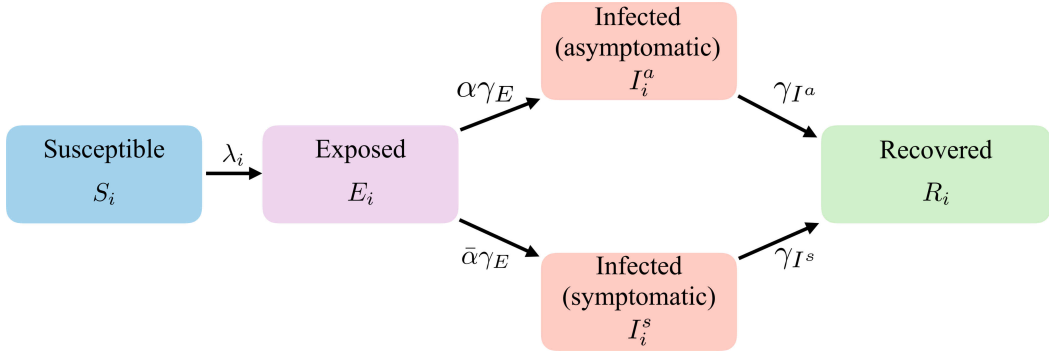 Susceptible
S_i
λ_i
Exposed
E_i
αγ_E
ᾱγ_E
Infected
(asymptomatic)
I_i^a
Infected
(symptomatic)
I_i^s
γ_{I^a}
γ_{I^s}
Recovered
R_i